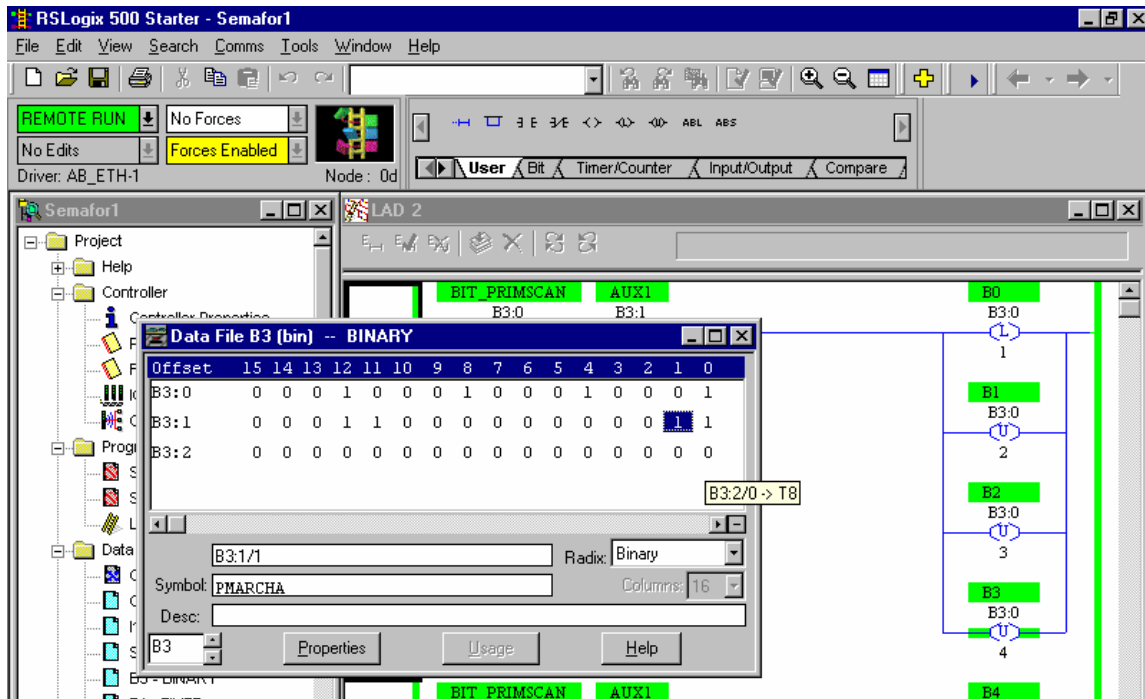 RSLogix 500 Starter - Semafor1
File Edit View Search Comms Tools Window Help
REMOTE RUN No Forces
No Edits Forces Enabled
Driver: AB_ETH-1 Node : 0d
ABL ABS
User Bit Timer/Counter Input/Output Compare
Semafor1
LAD 2
Project
Help
Controller
Controller Properties
BIT_PRIMSCAN AUX1 B0
B3:0 B3:1 B3:0
L
1
Data File B3 (bin) -- BINARY
Offset 15 14 13 12 11 10 9 8 7 6 5 4 3 2 1 0
B3:0 0 0 0 1 0 0 0 1 0 0 0 1 0 0 0 1
B3:1 0 0 0 1 1 0 0 0 0 0 0 0 0 0 1 1
B3:2 0 0 0 0 0 0 0 0 0 0 0 0 0 0 0 0
B3:2/0 -> T8
B3:1/1 Radix: Binary
Symbol: PMARCHA Columns: 16
Desc:
B3 Properties Usage Help
Progr
Data
B3 - BINARY
B1
B3:0
U
2
B2
B3:0
U
3
B3
B3:0
U
4
BIT_PRIMSCAN AUX1 B4